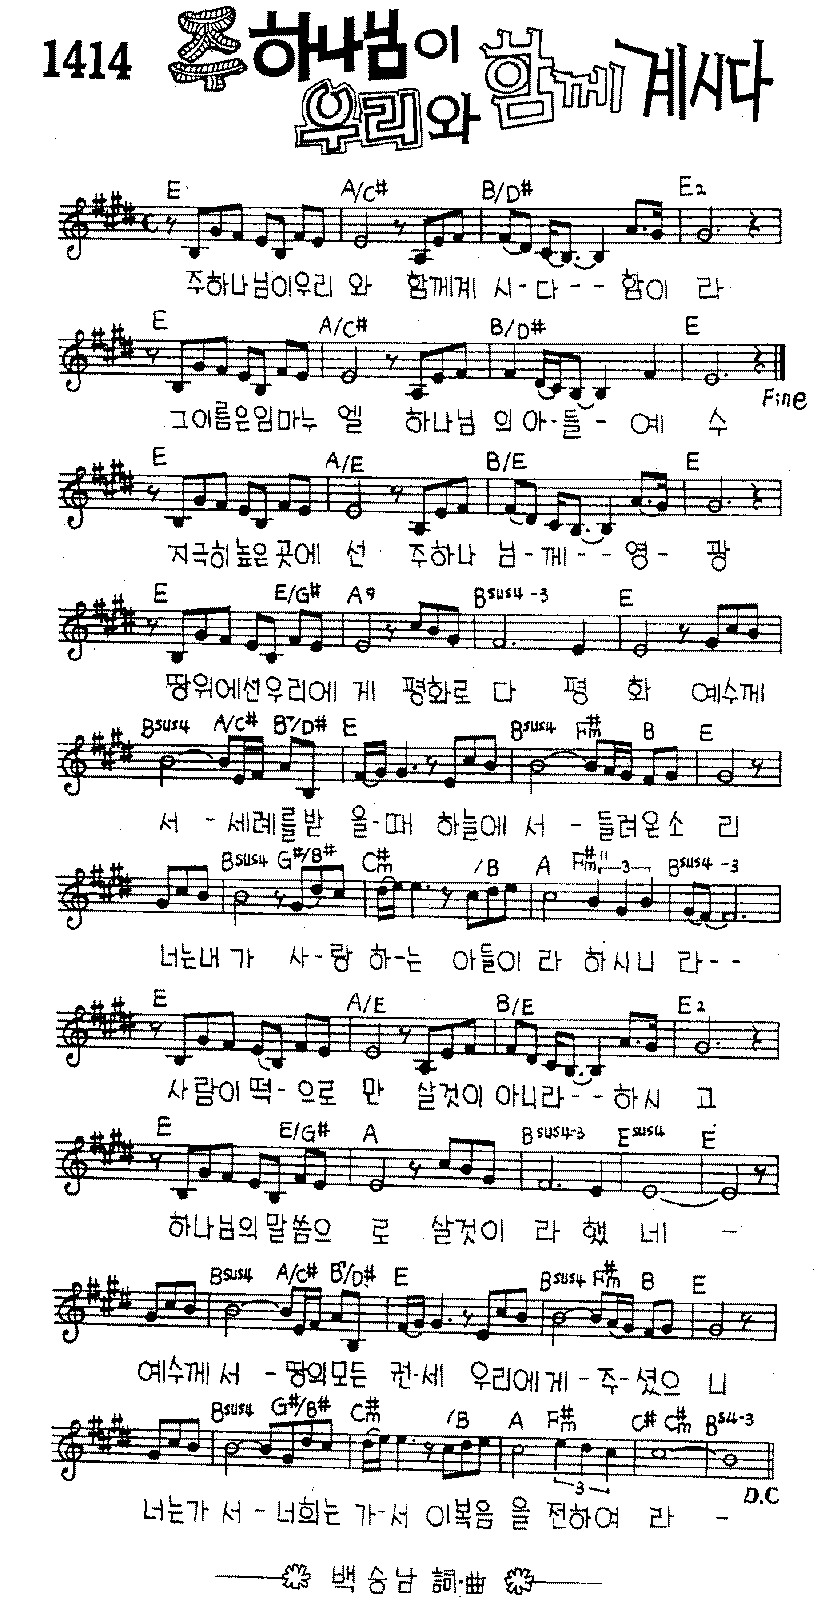 1414 주 하나님이
우리와 함께 계시다
E A/C# B/D# E2
주하나님이우리 와 함께계 시-다--- 함이 라
E A/C# B/D# E
Fine
그이름은임마누 엘 하나님 의아-들- 예 수
E A/E B/E E
지극히높은곳에 선 주하나 님-께--영- 광
E E/G# A9 Bsus4-3 E
땅위에선우리에 게 평화로 다 평 화 예수께
Bsus4 A/C# B7/D# E Bsus4 F#m B E
서 -세례를받 을-때 하늘에 서 -들려온소 리
Bsus4 G#/B# C#m /B A F#m11 3 Bsus4-3
너는내 가 사-랑 하-는 아들이 라 하시니 라--
E A/E B/E E2
사람이 떡-으로 만 살것이 아니라--하시 고
E E/G# A Bsus4-3 Esus4 E
하나님의말씀으 로 살것이 라 했 네 -
Bsus4 A/C# B7/D# E Bsus4 F#m B E
예수께 서 -땅의모든 권-세 우리에게-주-셨으 니
Bsus4 G#/B# C#m /B A F#m C# C#m Bs4-3
3 D.C
너는가 서-너희는 가-서 이복음 을 전하여 라 -
백승남 詞·曲